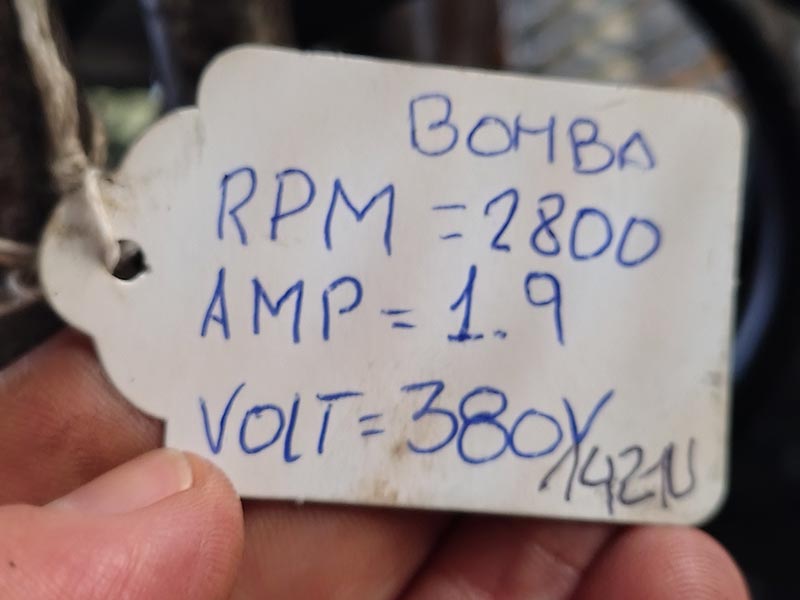 BOMBA
RPM = 2800
AMP = 1.9
VOLT = 380Y